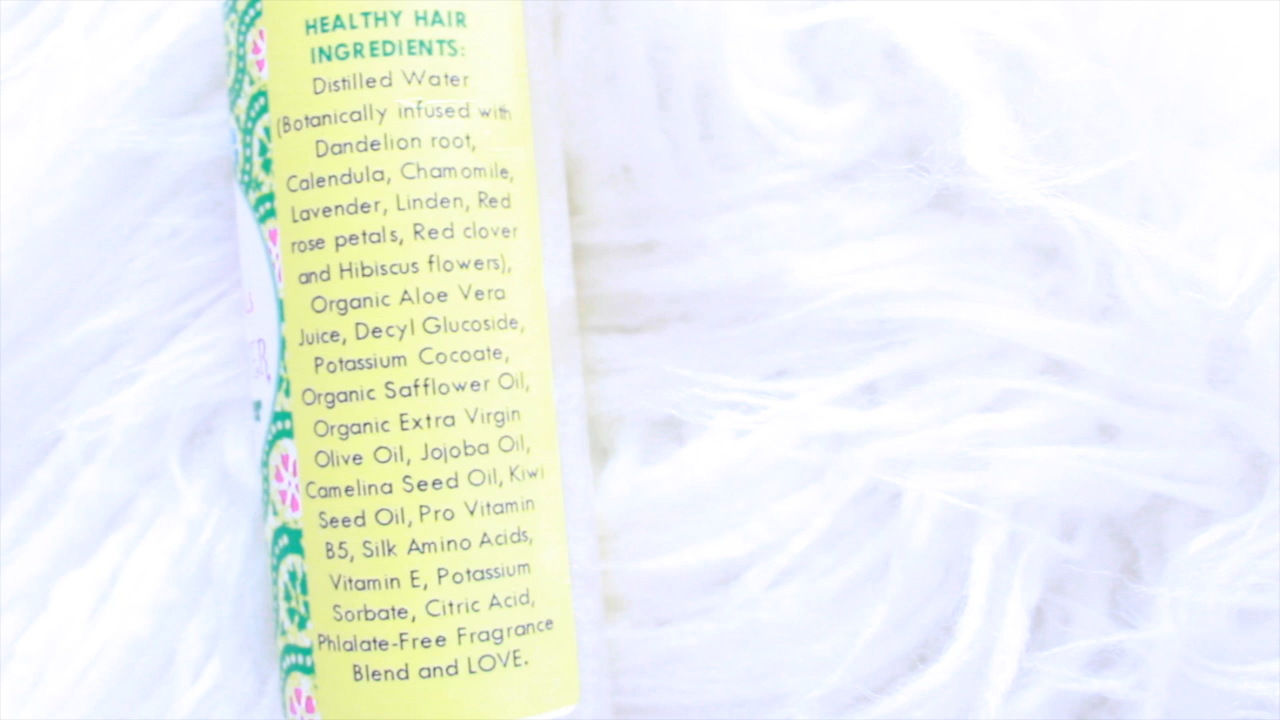 HEALTHY HAIR
INGREDIENTS:
Distilled Water
(Botanically infused with
Dandelion root,
Calendula, Chamomile,
Lavender, Linden, Red
rose petals, Red clover
and Hibiscus flowers),
Organic Aloe Vera
Juice, Decyl Glucoside,
Potassium Cocoate,
Organic Safflower Oil,
Organic Extra Virgin
Olive Oil, Jojoba Oil,
Camelina Seed Oil, Kiwi
Seed Oil, Pro Vitamin
B5, Silk Amino Acids,
Vitamin E, Potassium
Sorbate, Citric Acid,
Phlalate-Free Fragrance
Blend and LOVE.